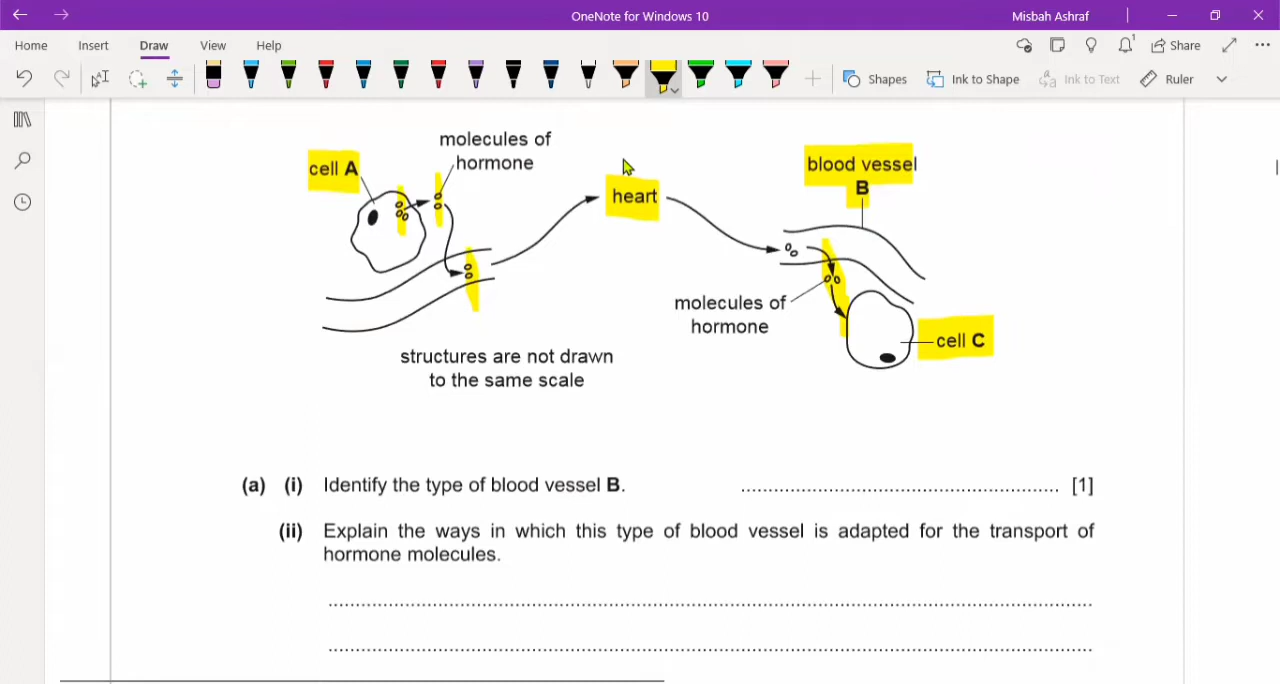 OneNote for Windows 10
Misbah Ashraf
Home Insert Draw View Help
Share
Shapes Ink to Shape Ink to Text Ruler
molecules of
hormone
cell A
heart
blood vessel
B
molecules of
hormone
cell C
structures are not drawn
to the same scale
(a) (i) Identify the type of blood vessel B. ........................................................ [1]
(ii) Explain the ways in which this type of blood vessel is adapted for the transport of
hormone molecules.